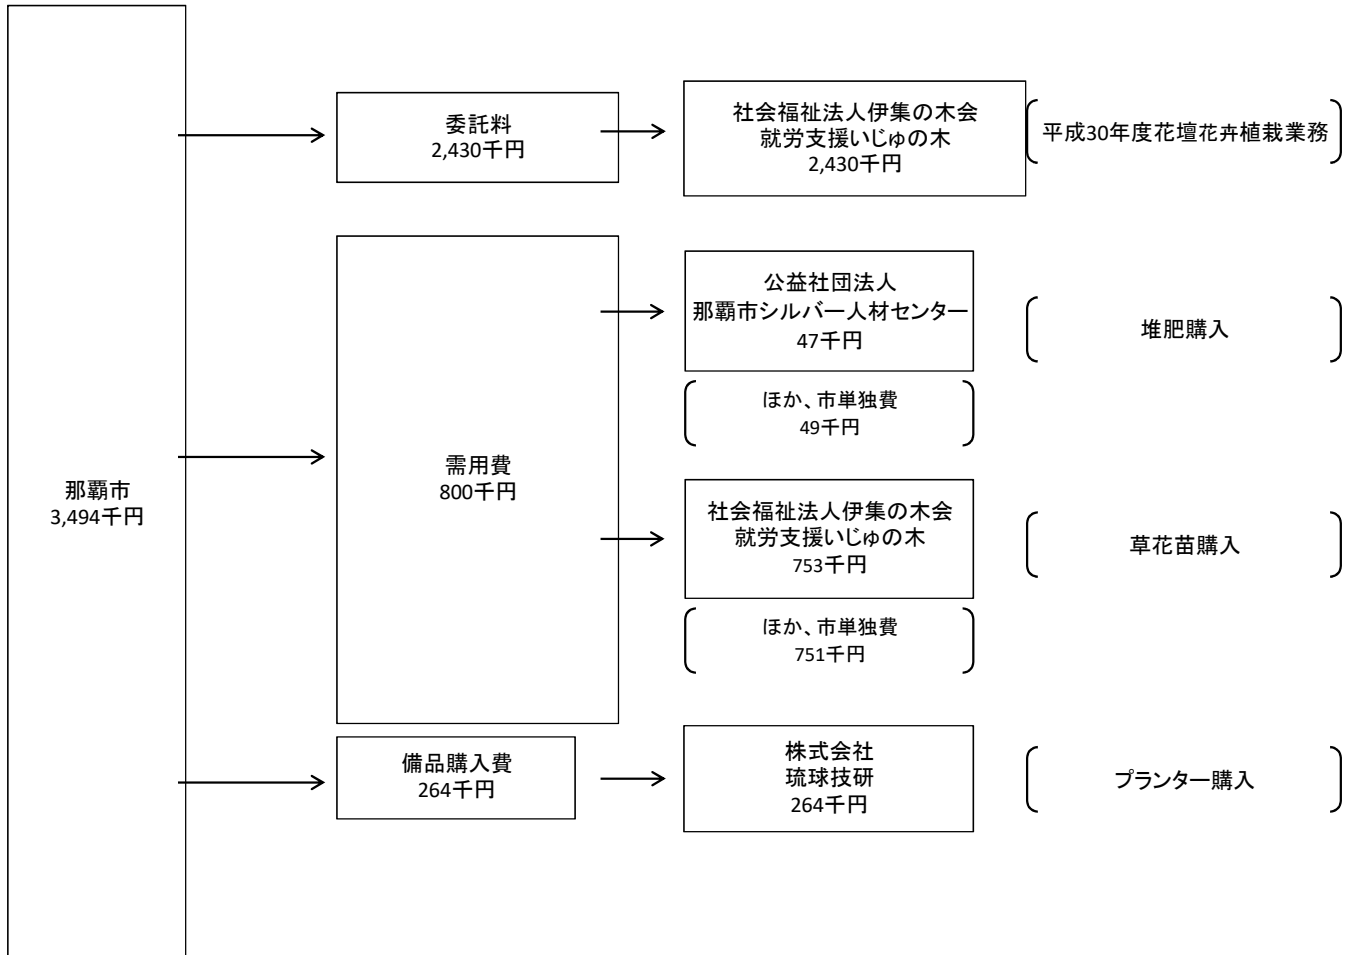 那覇市
3,494千円
委託料
2,430千円
社会福祉法人伊集の木会
就労支援いじゅの木
2,430千円
平成30年度花壇花卉植栽業務
需用費
800千円
公益社団法人
那覇市シルバー人材センター
47千円
堆肥購入
ほか、市単独費
49千円
社会福祉法人伊集の木会
就労支援いじゅの木
753千円
草花苗購入
ほか、市単独費
751千円
備品購入費
264千円
株式会社
琉球技研
264千円
プランター購入